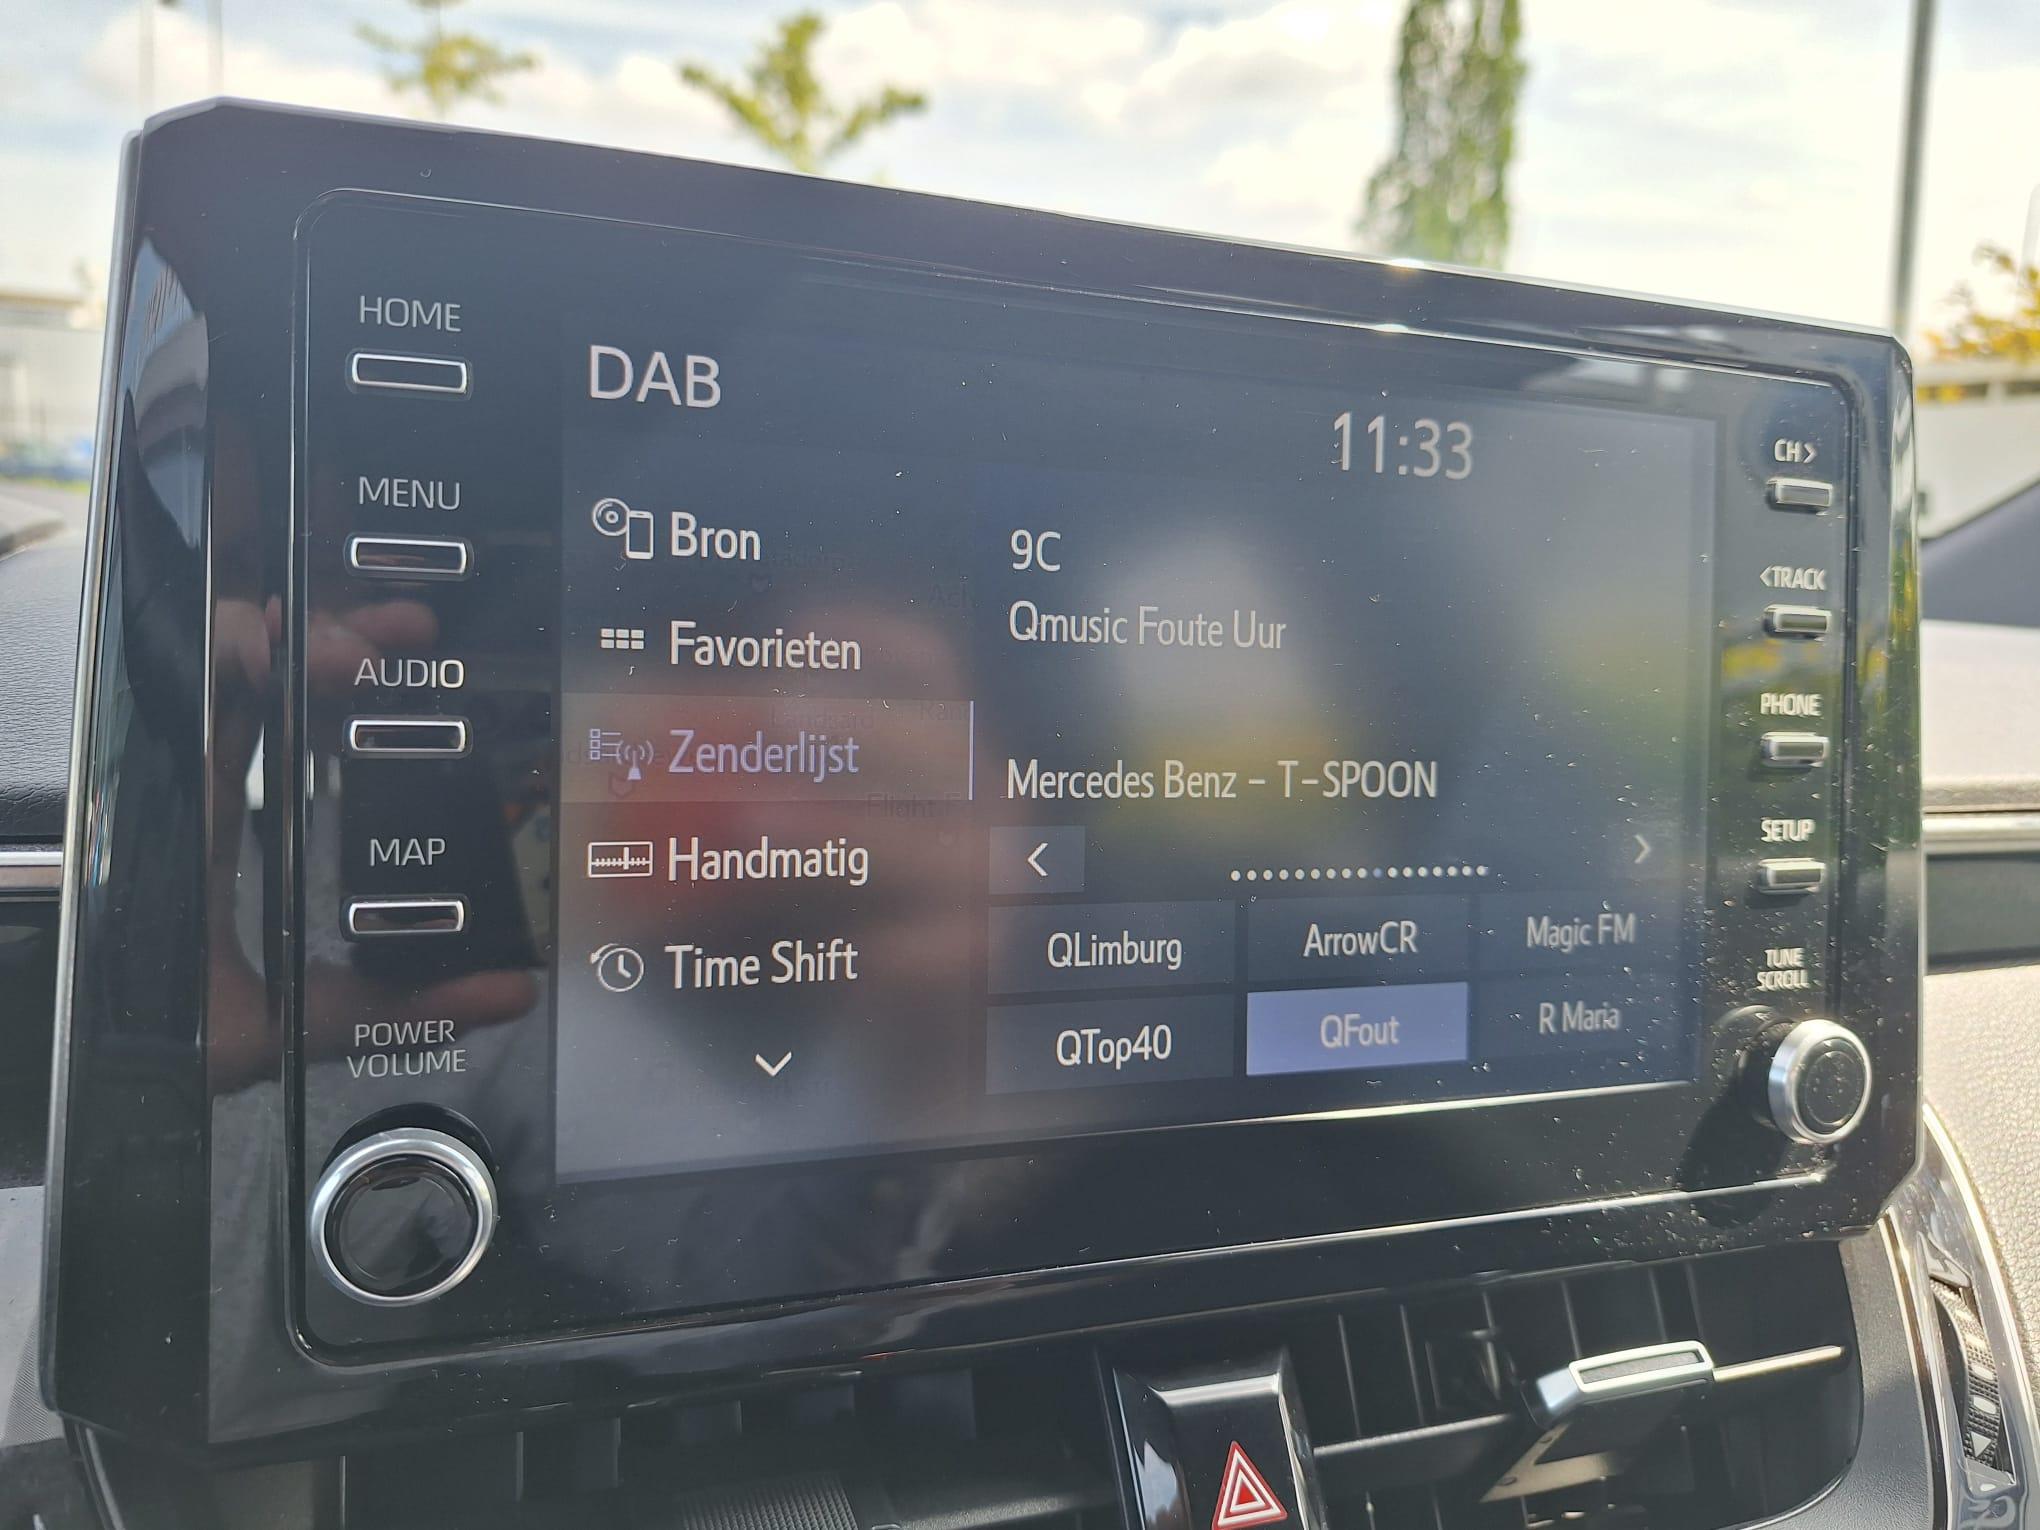 HOME
MENU
AUDIO
MAP
POWER
VOLUME
DAB
11:33
Bron
Favorieten
Zenderlijst
Handmatig
Time Shift
9C
Qmusic Foute Uur
Mercedes Benz - T-SPOON
QLimburg
ArrowCR
Magic FM
QTop40
QFout
R Maria
CH>
<TRACK
PHONE
SETUP
TUNE
SCROLL